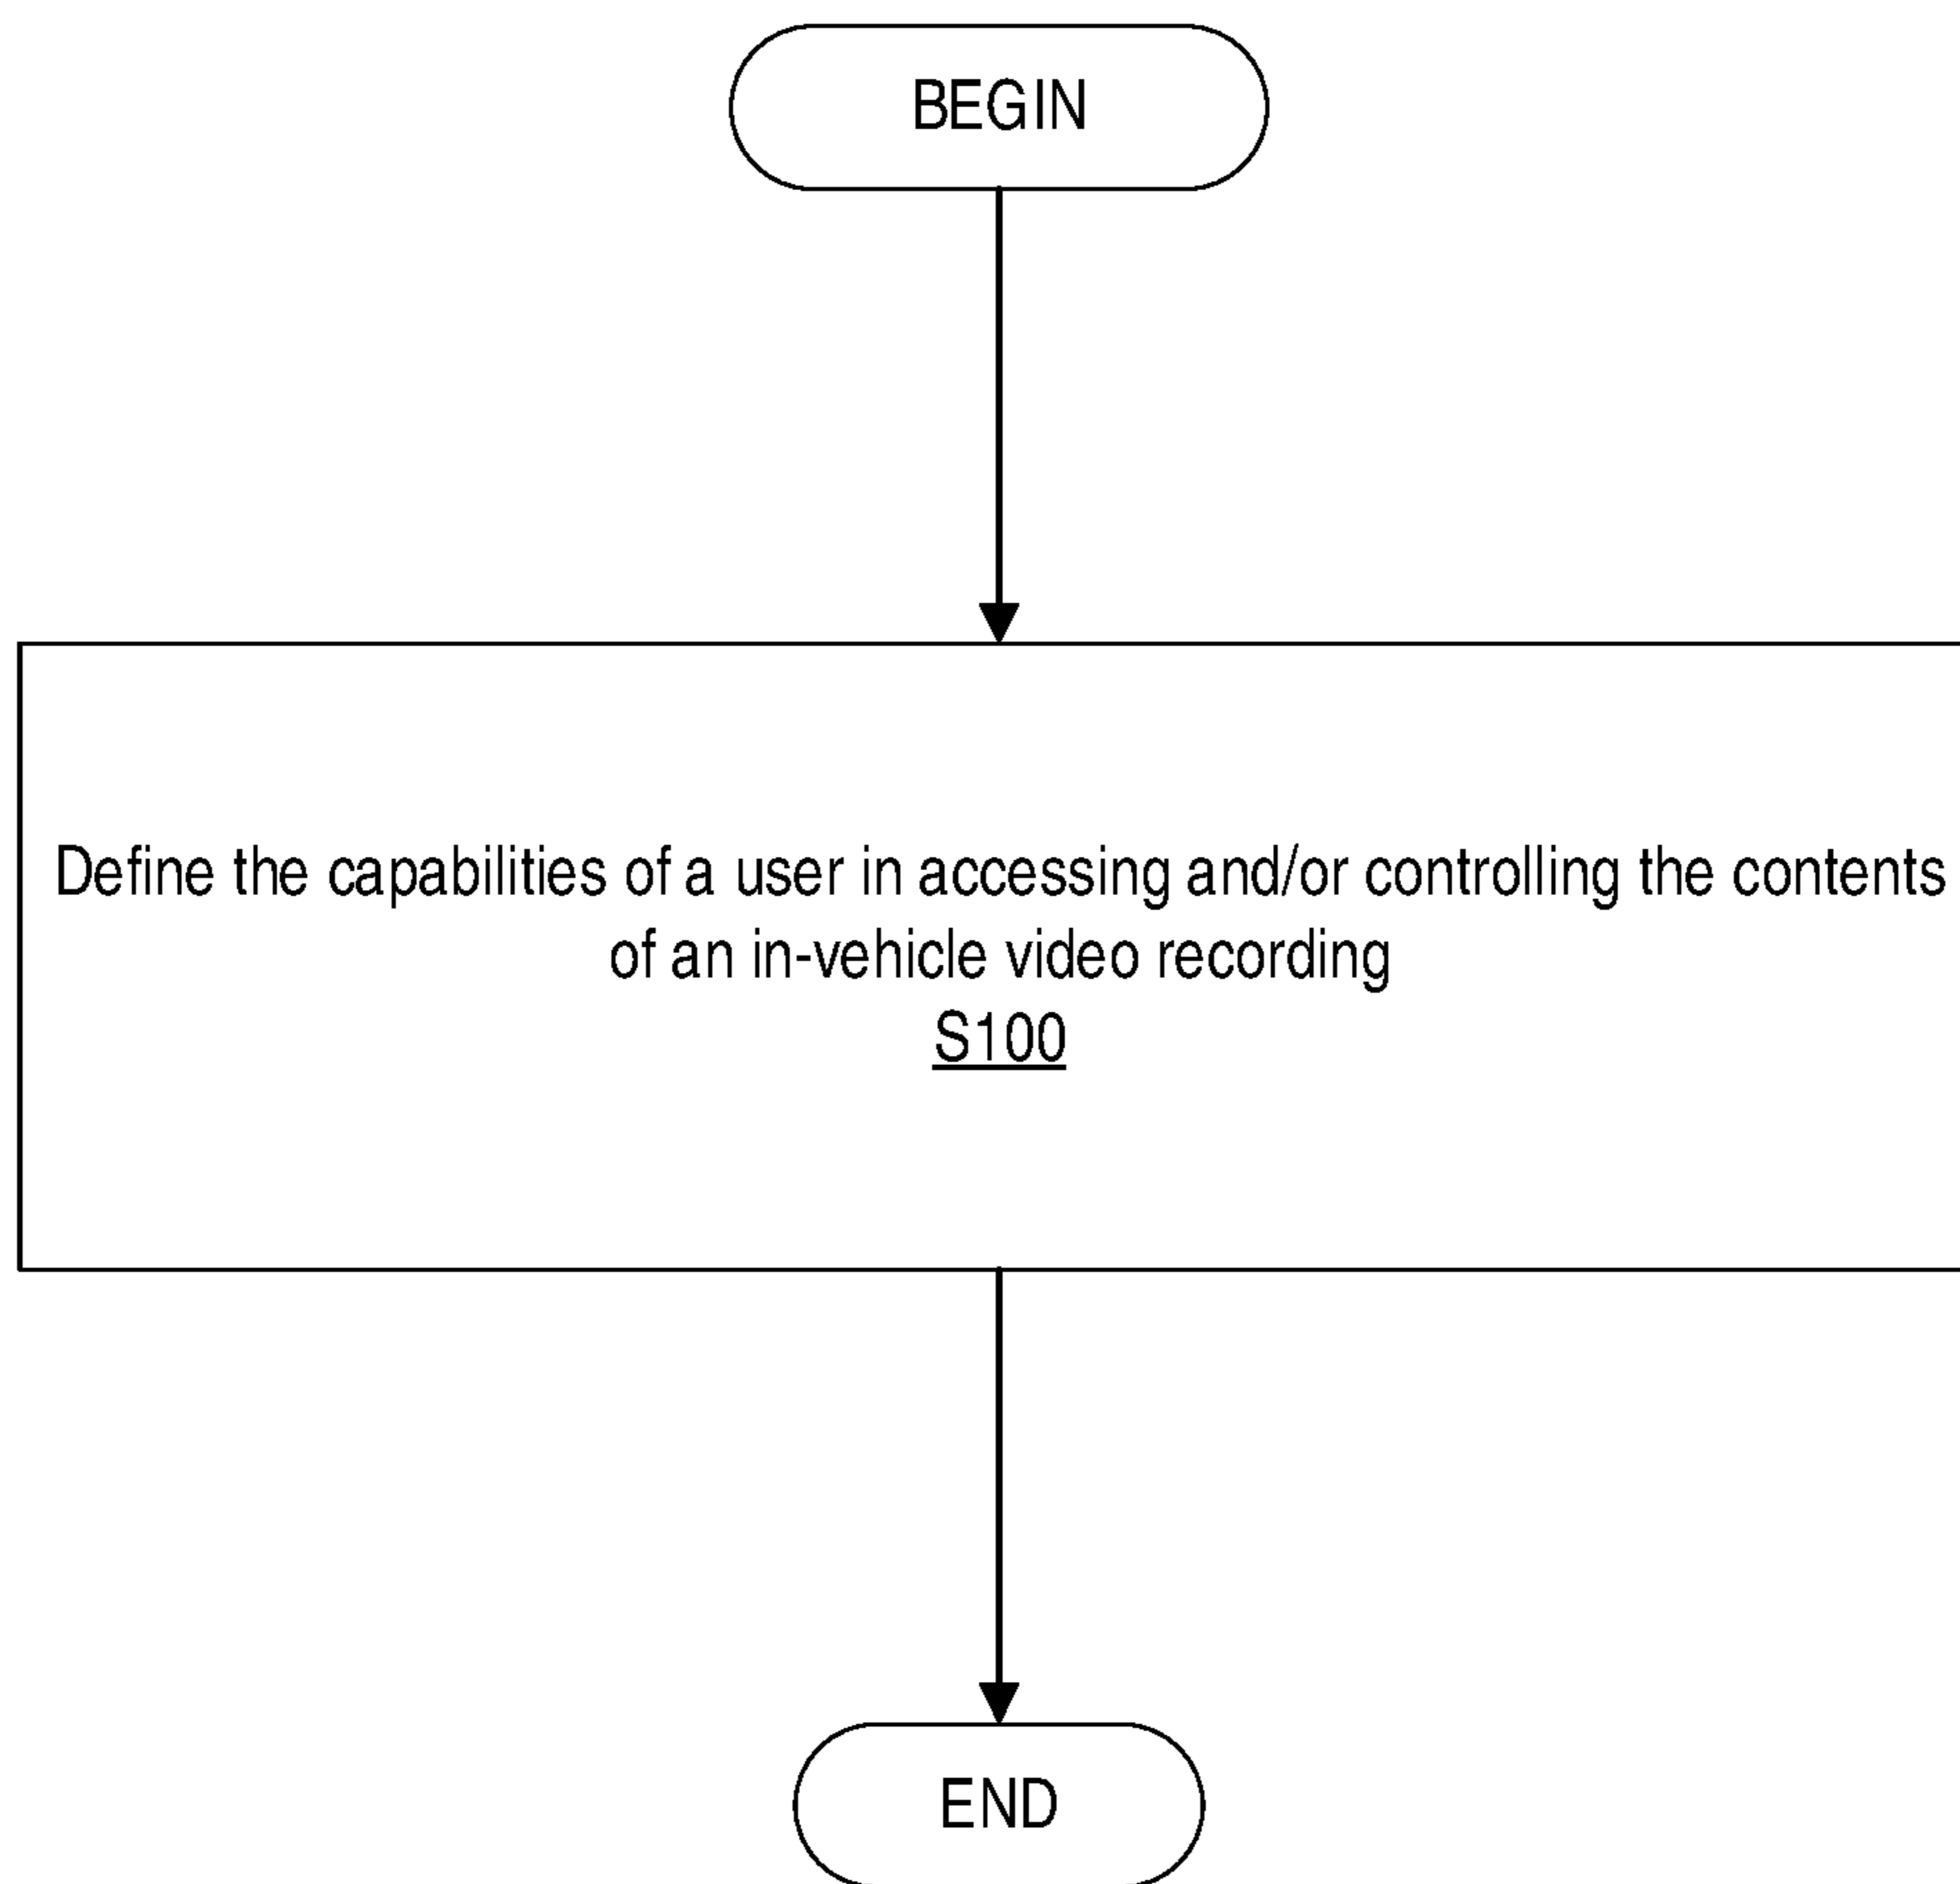 BEGIN
Define the capabilities of a user in accessing and/or controlling the contents
of an in-vehicle video recording
S100
END